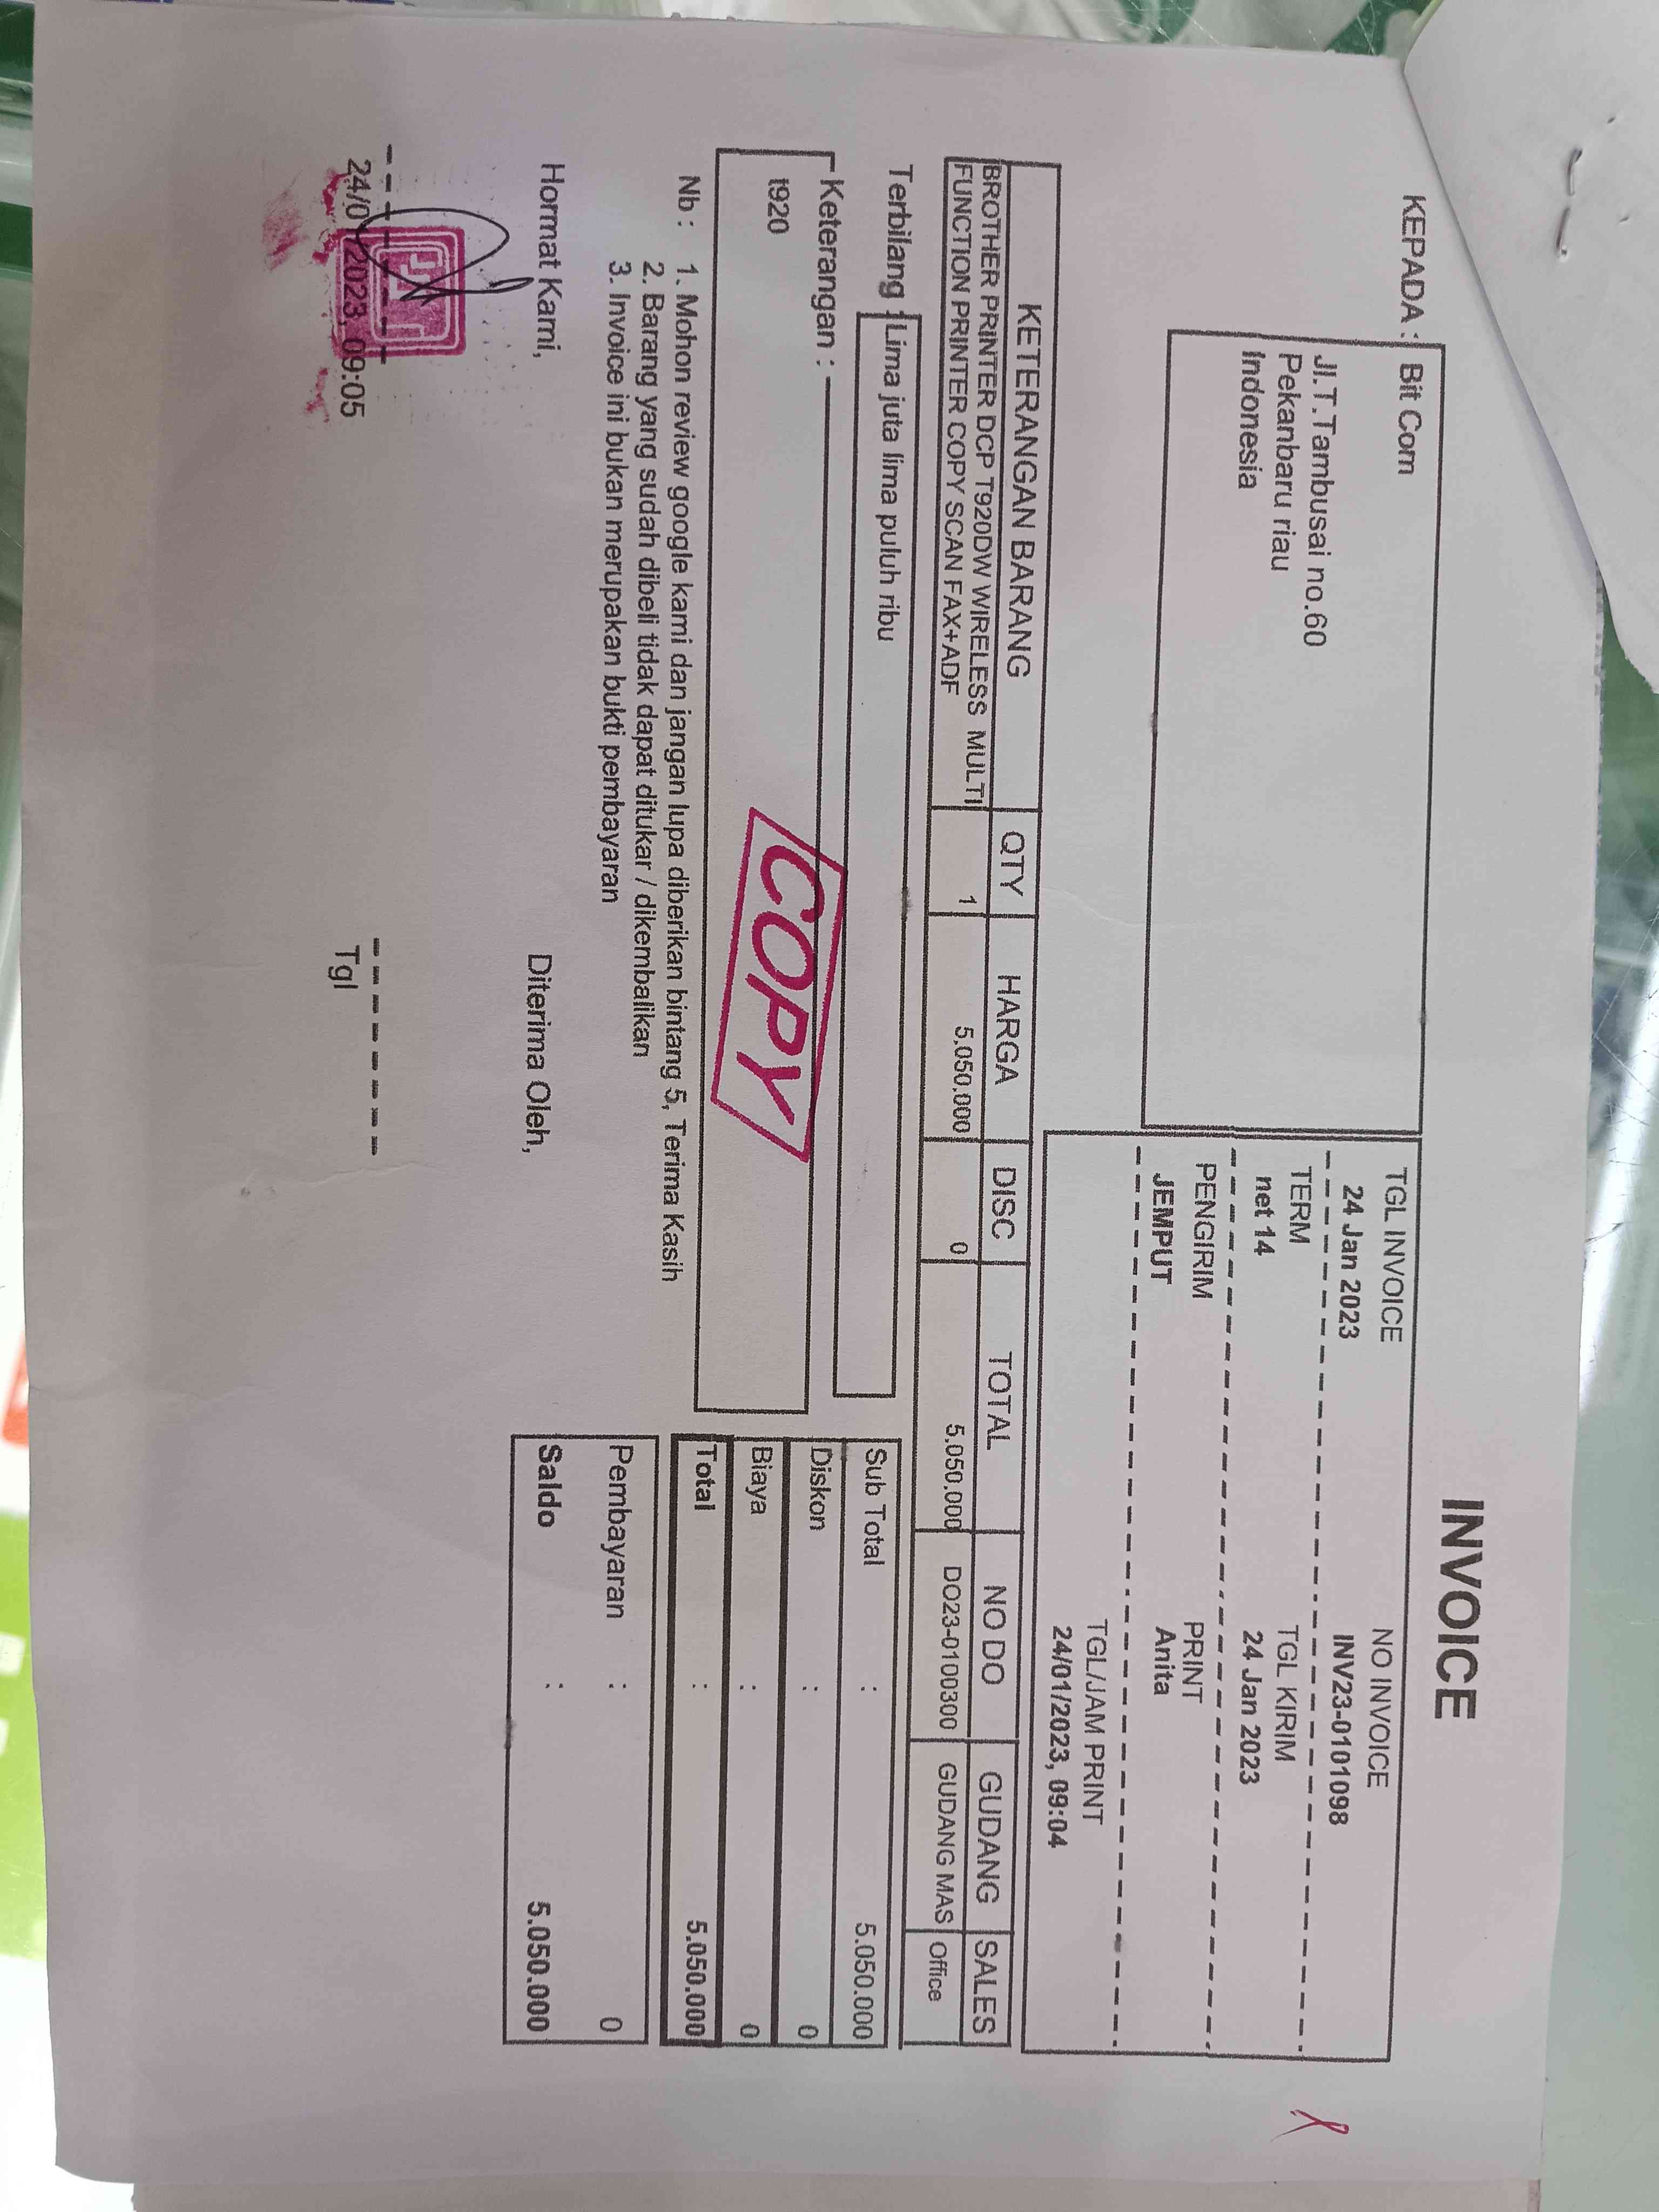 INVOICE
KEPADA :
Bit Com
Jl.T.Tambusai no.60
Pekanbaru riau
Indonesia
TGL INVOICE NO INVOICE
24 Jan 2023 INV23-0101098
TERM TGL KIRIM
net 14 24 Jan 2023
PENGIRIM PRINT
JEMPUT Anita
TGL/JAM PRINT
24/01/2023, 09:04
KETERANGAN BARANG QTY HARGA DISC TOTAL NO DO GUDANG SALES
BROTHER PRINTER DCP T920DW WIRELESS MULTI 1 5,050,000 0 5,050,000 DO23-0100300 GUDANG MAS Office
FUNCTION PRINTER COPY SCAN FAX+ADF
Terbilang : Lima juta lima puluh ribu
Keterangan :
t920
COPY
Nb : 1. Mohon review google kami dan jangan lupa diberikan bintang 5, Terima Kasih
2. Barang yang sudah dibeli tidak dapat ditukar / dikembalikan
3. Invoice ini bukan merupakan bukti pembayaran
Sub Total : 5.050.000
Diskon : 0
Biaya : 0
Total : 5.050.000
Pembayaran : 0
Saldo : 5.050.000
Hormat Kami, Diterima Oleh,
24/0 2023, 09:05 Tgl